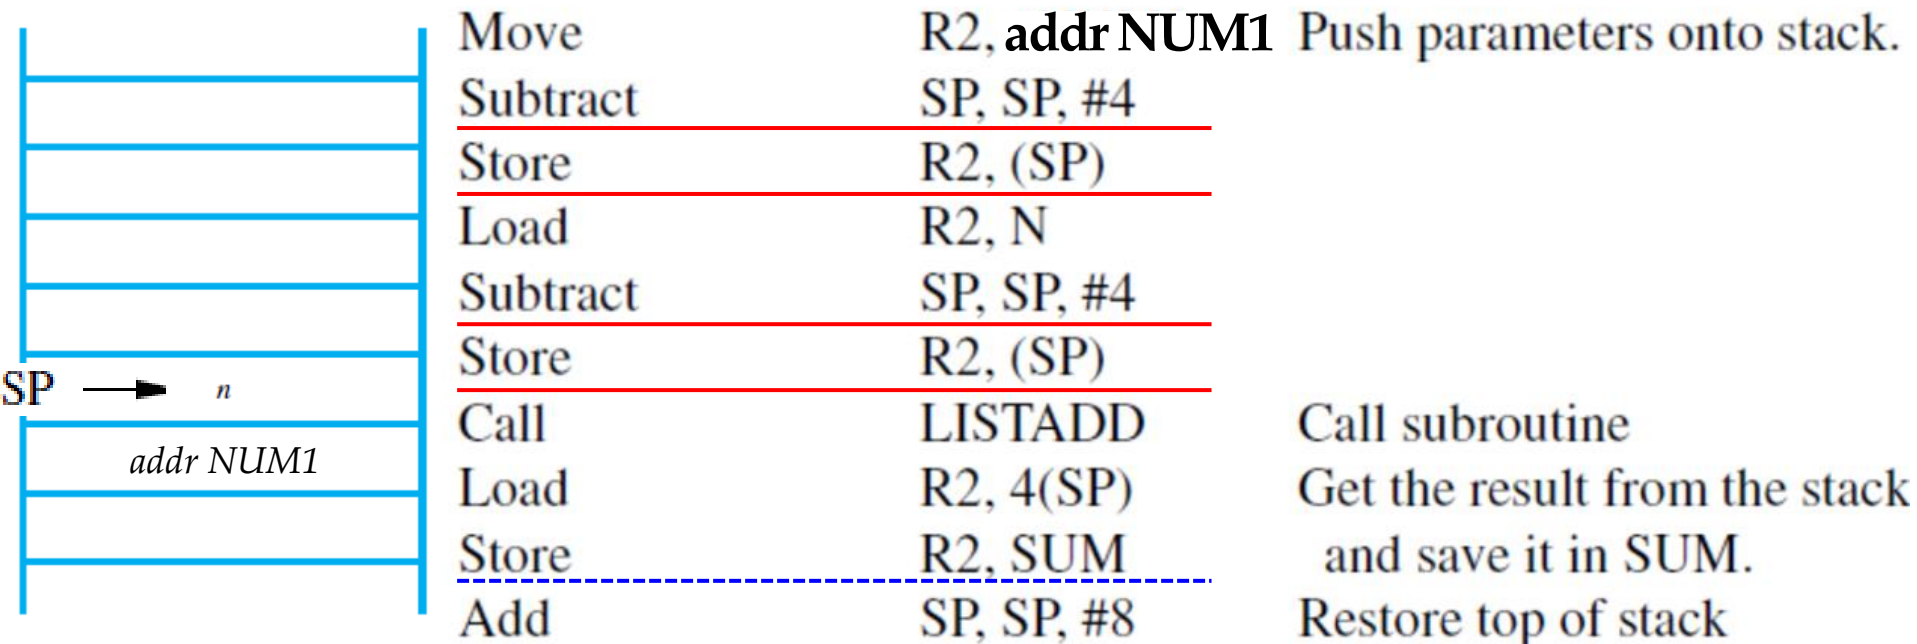 Move R2, addr NUM1 Push parameters onto stack.
Subtract SP, SP, #4
Store R2, (SP)
Load R2, N
Subtract SP, SP, #4
Store R2, (SP)
SP n
Call LISTADD Call subroutine
addr NUM1
Load R2, 4(SP) Get the result from the stack
Store R2, SUM and save it in SUM.
Add SP, SP, #8 Restore top of stack